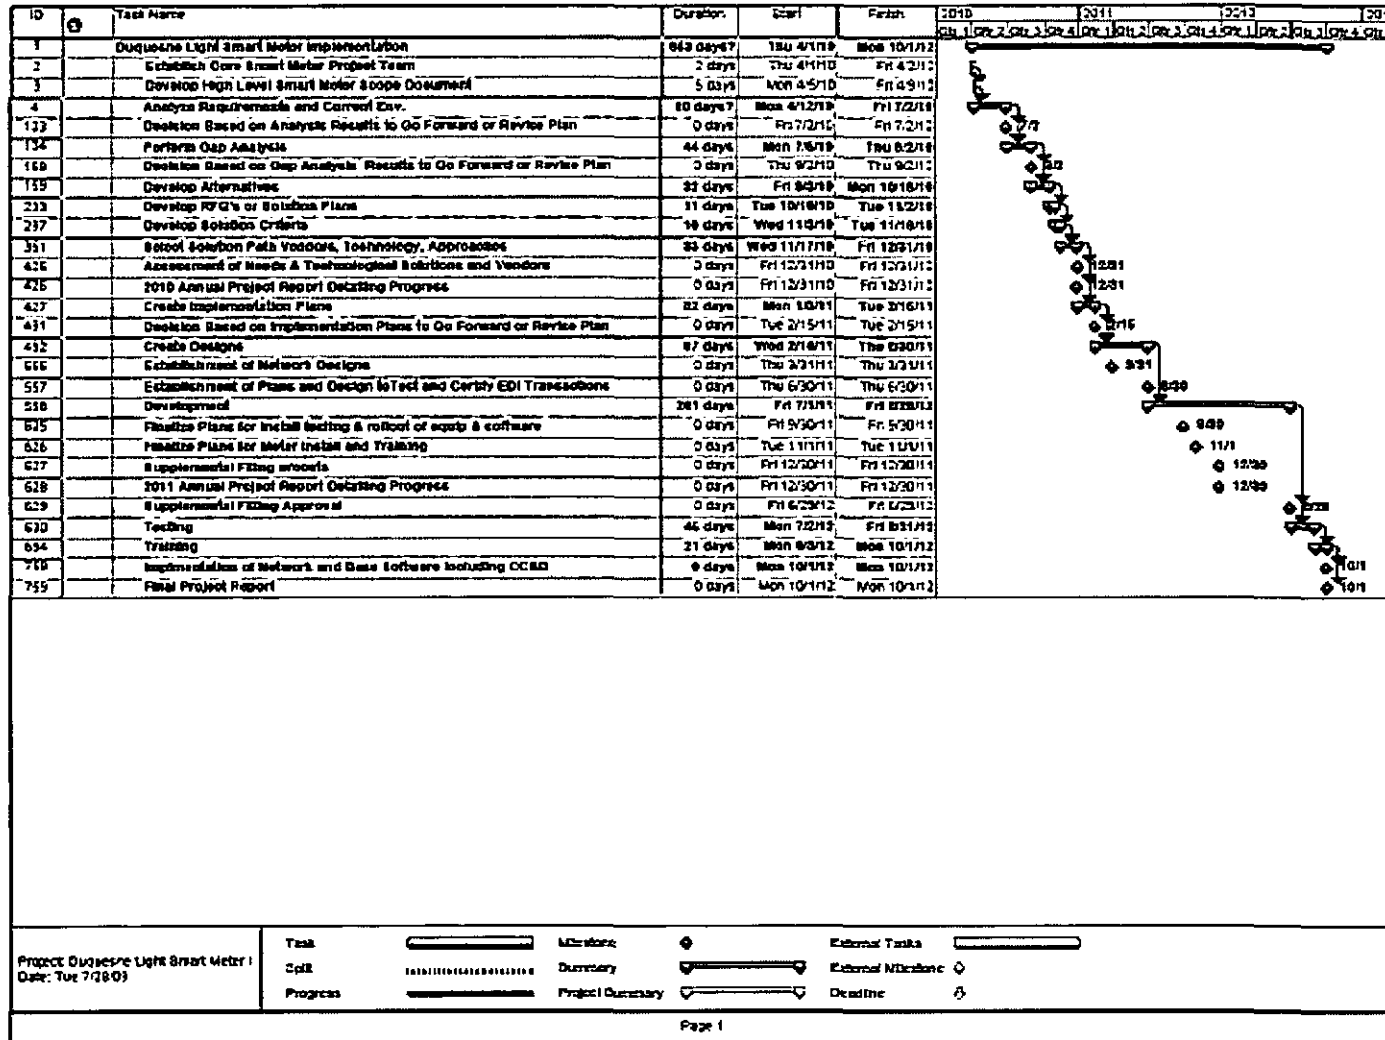 ID Task Name Duration Start Finish 2010 2011 2012
Qtr 1 Qtr 2 Qtr 3 Qtr 4 Qtr 1 Qtr 2 Qtr 3 Qtr 4 Qtr 1 Qtr 2 Qtr 3 Qtr 4 Qtr
1 Duquesne Light Smart Meter Implementation days? Thu 4/1/10 Mon 10/1/12
2 Establish Core Smart Meter Project Team 2 days Thu 4/1/10 Fri 4/2/10
3 Develop High Level Smart Meter Scope Document 5 days Mon 4/5/10 Fri 4/9/10
4 Analyze Requirements and Current Env. days? Mon 4/12/10 Fri 7/2/10
133 Decision Based on Analysis Results to Go Forward or Revise Plan 0 days Fri 7/2/10 Fri 7/2/10 7/2
134 Perform Gap Analysis 44 days Thu 9/2/10
Decision Based on Gap Analysis Results to Go Forward or Revise Plan 0 days Thu 9/2/10 Thu 9/2/10 9/2
Develop Alternatives 32 days Fri 9/3/10 Mon 10/18/10
233 Develop RFQ's or Solution Plans 11 days Tue 10/19/10 Tue 11/2/10
237 Develop Solution Criteria 10 days Wed 11/3/10 Tue 11/16/10
Select Solution Path Vendors, Technology, Approaches Wed 11/17/10 Fri 12/31/10
Assessment of Needs & Technological Solutions and Vendors 0 days Fri 12/31/10 Fri 12/31/10 12/31
426 2010 Annual Project Report Detailing Progress 0 days Fri 12/31/10 Fri 12/31/10 12/31
427 Create Implementation Plans 32 days Mon 1/3/11 Tue 2/15/11
431 Decision Based on Implementation Plans to Go Forward or Revise Plan 0 days Tue 2/15/11 Tue 2/15/11 2/15
432 Create Designs 97 days Wed 2/16/11 Thu 6/30/11
Establishment of Network Designs 0 days Thu 3/31/11 Thu 3/31/11 3/31
557 Establishment of Plans and Design to Test and Certify EDI Transactions 0 days Thu 6/30/11 Thu 6/30/11 6/30
558 Development 261 days Fri 7/1/11 Fri 6/29/12
625 Finalize Plans for install testing & rollout of equip & software 0 days Fri 9/30/11 Fri 9/30/11 9/30
626 Finalize Plans for Meter Install and Training 0 days Tue 11/1/11 Tue 11/1/11 11/1
627 Supplemental Filing 0 days Fri 12/30/11 Fri 12/30/11 12/30
628 2011 Annual Project Report Detailing Progress 0 days Fri 12/30/11 Fri 12/30/11 12/30
629 Supplemental Filing Approval 0 days Fri 6/29/12 Fri 6/29/12 6/29
630 Testing 45 days Mon 7/2/12 Fri 8/31/12
654 Training 21 days Mon 9/3/12 Mon 10/1/12
Implementation of Network and Base Software Including CC&B 0 days Mon 10/1/12 Mon 10/1/12 10/1
759 Final Project Report 0 days Mon 10/1/12 Mon 10/1/12 10/1
Project: Duquesne Light Smart Meter I
Date: Tue 7/28/09
Task Milestone External Tasks
Split Summary External Milestone
Progress Project Summary Deadline
Page 1